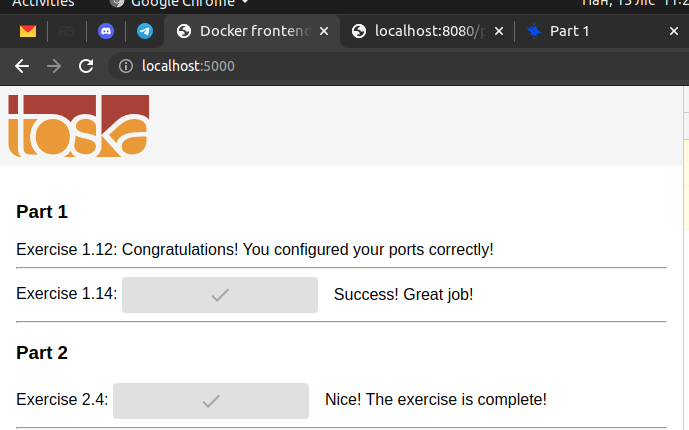 Activities Google Chrome
Docker frontend localhost:8080/p Part 1
localhost:5000
toska
Part 1
Exercise 1.12: Congratulations! You configured your ports correctly!
Exercise 1.14: Success! Great job!
Part 2
Exercise 2.4: Nice! The exercise is complete!